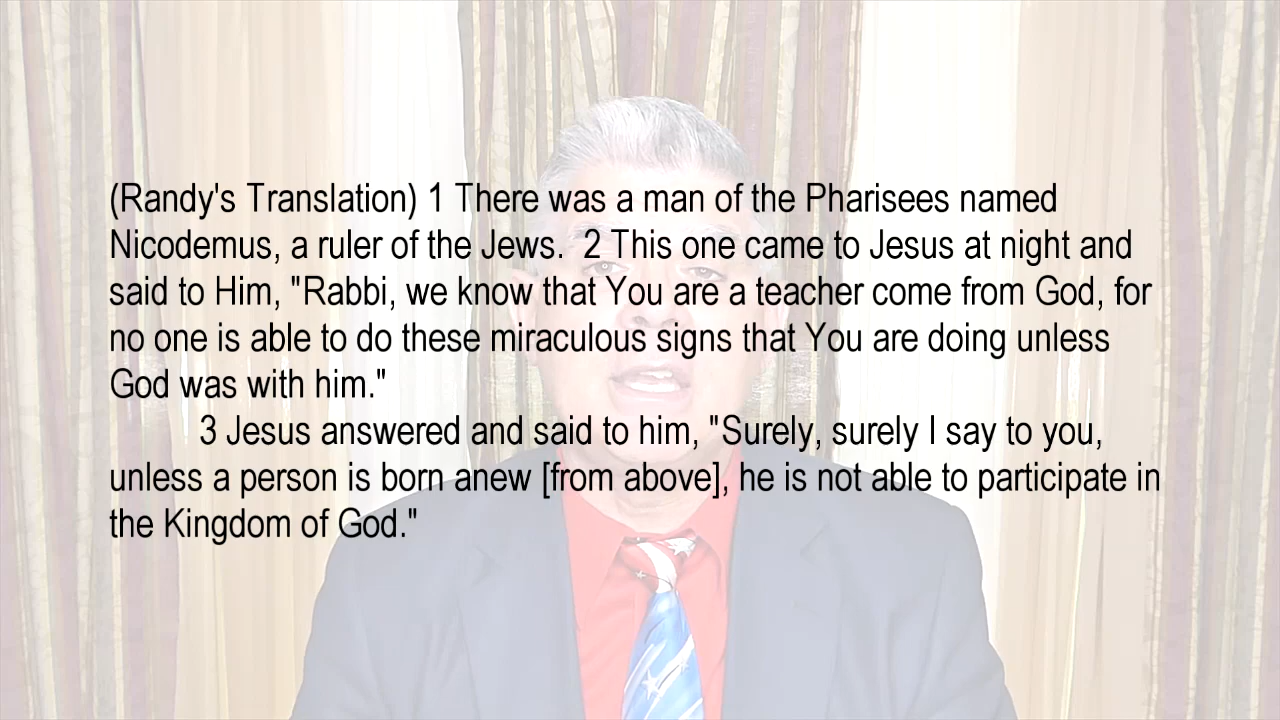 (Randy's Translation) 1 There was a man of the Pharisees named
Nicodemus, a ruler of the Jews.  2 This one came to Jesus at night and
said to Him, "Rabbi, we know that You are a teacher come from God, for
no one is able to do these miraculous signs that You are doing unless
God was with him."
3 Jesus answered and said to him, "Surely, surely I say to you,
unless a person is born anew [from above], he is not able to participate in
the Kingdom of God."